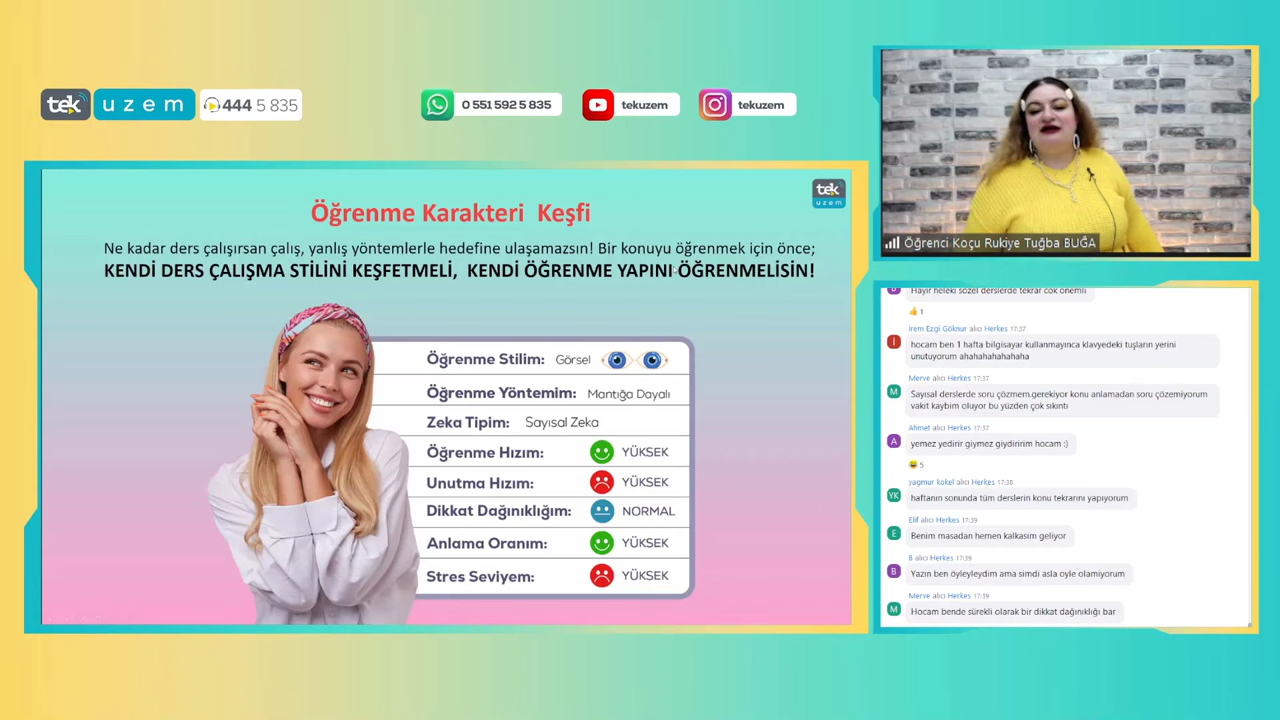 tek uzem 444 5 835
0 551 592 5 835
tekuzem
tekuzem
tek
uzem
Öğrenme Karakteri Keşfi
Ne kadar ders çalışırsan çalış, yanlış yöntemlerle hedefine ulaşamazsın! Bir konuyu öğrenmek için önce;
KENDİ DERS ÇALIŞMA STİLİNİ KEŞFETMELİ, KENDİ ÖĞRENME YAPINI ÖĞRENMELİSİN!
Öğrenme Stilim: Görsel
Öğrenme Yöntemim: Mantığa Dayalı
Zeka Tipim: Sayısal Zeka
Öğrenme Hızım: YÜKSEK
Unutma Hızım: YÜKSEK
Dikkat Dağınıklığım: NORMAL
Anlama Oranım: YÜKSEK
Stres Seviyem: YÜKSEK
Öğrenci Koçu Rukiye Tuğba BUĞA
Hayır heleki sözel derslerde tekrar cok önemli
1
İrem Ezgi Göknur alıcı Herkes 17:37
I
hocam ben 1 hafta bilgisayar kullanmayınca klavyedeki tuşların yerini
unutuyorum ahahahahahahaha
Merve alıcı Herkes 17:37
M
Sayısal derslerde soru çözmem.gerekiyor konu anlamadan soru çözemiyorum
vakit kaybim oluyor bu yüzden çok sıkıntı
Ahmet alıcı Herkes 17:37
A
yemez yedirir giymez giydiririm hocam :)
5
yagmur kokel alıcı Herkes 17:38
YK
haftanın sonunda tüm derslerin konu tekrarını yapıyorum
Elif alıcı Herkes 17:39
E
Benim masadan hemen kalkasım geliyor
B alıcı Herkes 17:39
B
Yazın ben öyleyleydim ama simdi asla oyle olamiyorum
Merve alıcı Herkes 17:39
M
Hocam bende sürekli olarak bir dikkat dağınıklığı bar